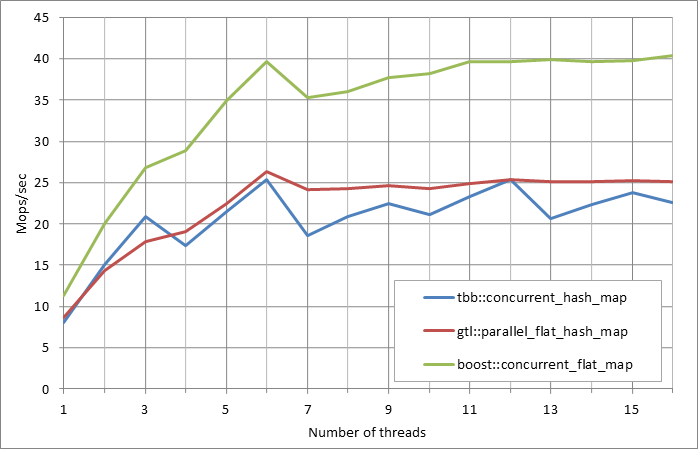 45
40
35
30
25
20
15
10
5
0
Mops/sec
tbb::concurrent_hash_map
gtl::parallel_flat_hash_map
boost::concurrent_flat_map
1 3 5 7 9 11 13 15
Number of threads